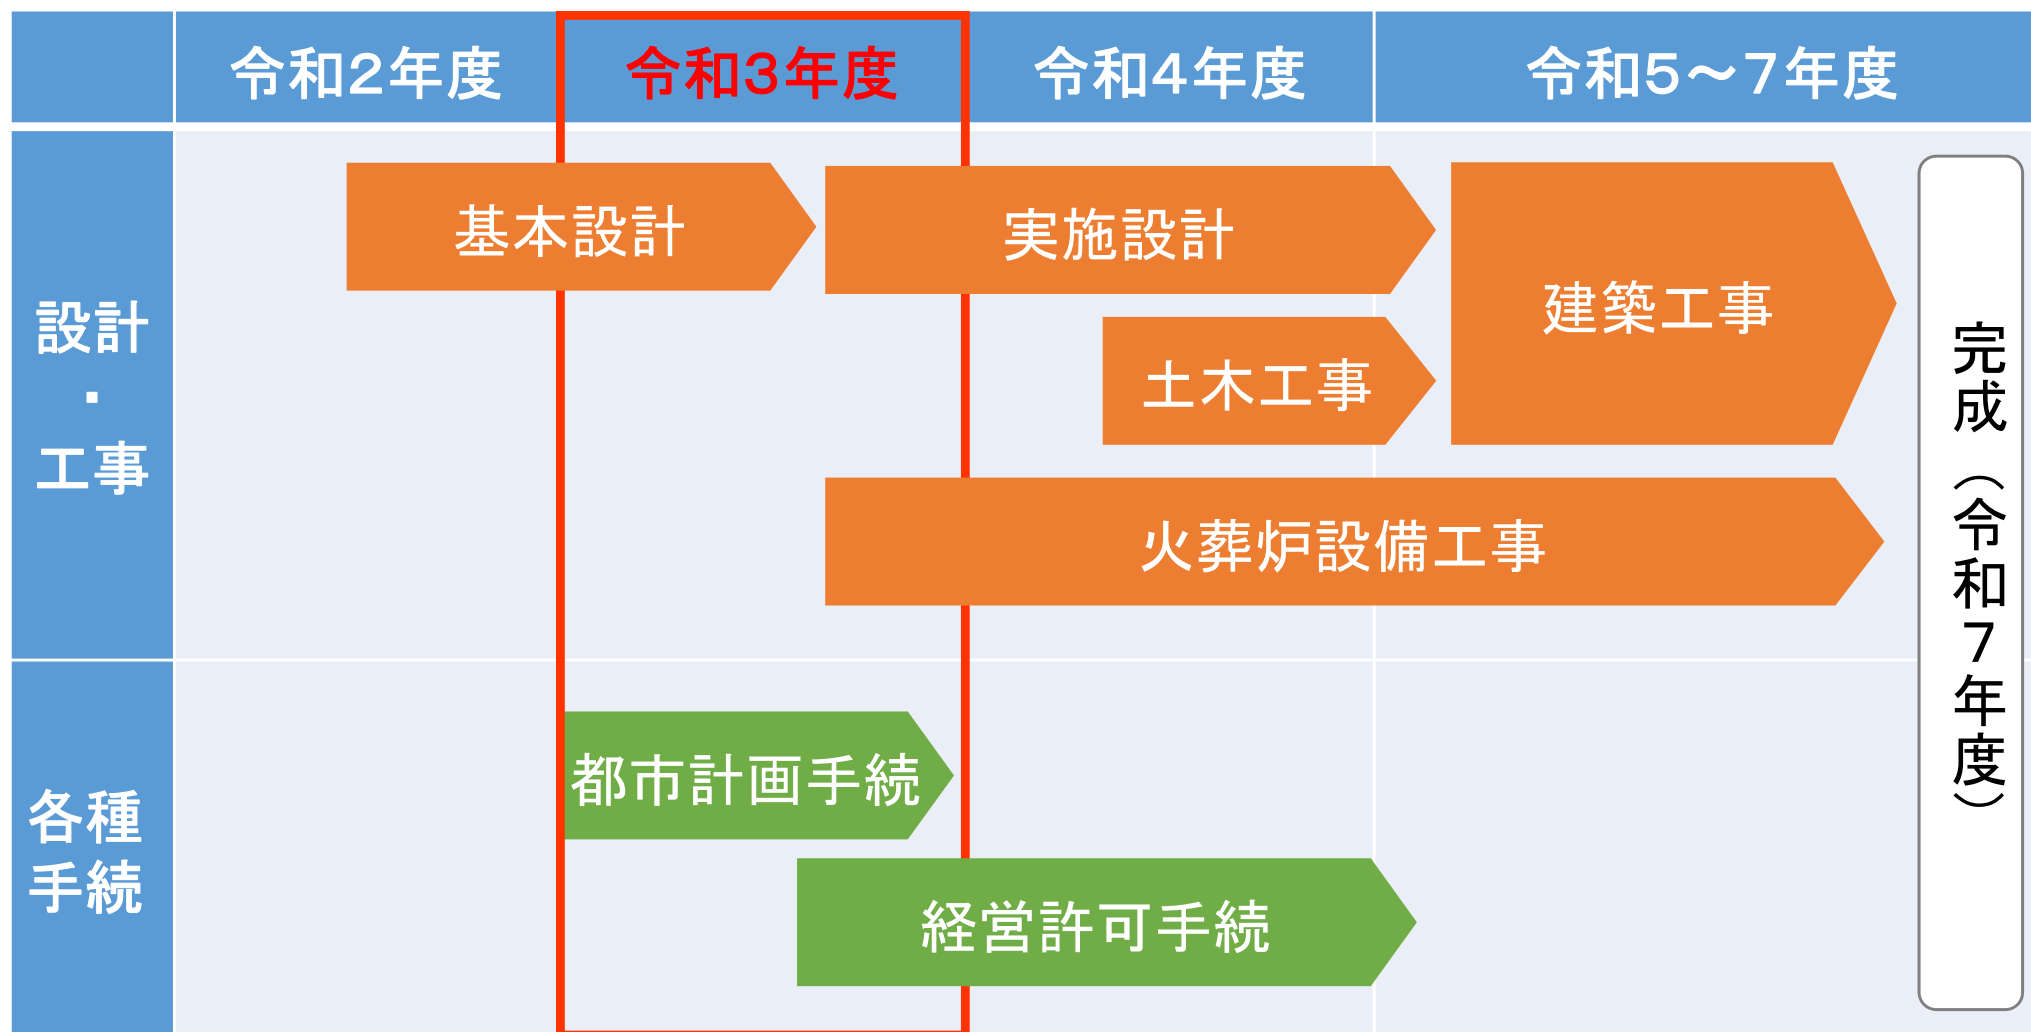 令和２年度
令和３年度
令和４年度
令和５～７年度
設計
・
工事
基本設計
実施設計
建築工事
土木工事
火葬炉設備工事
完成（令和７年度）
各種
手続
都市計画手続
経営許可手続